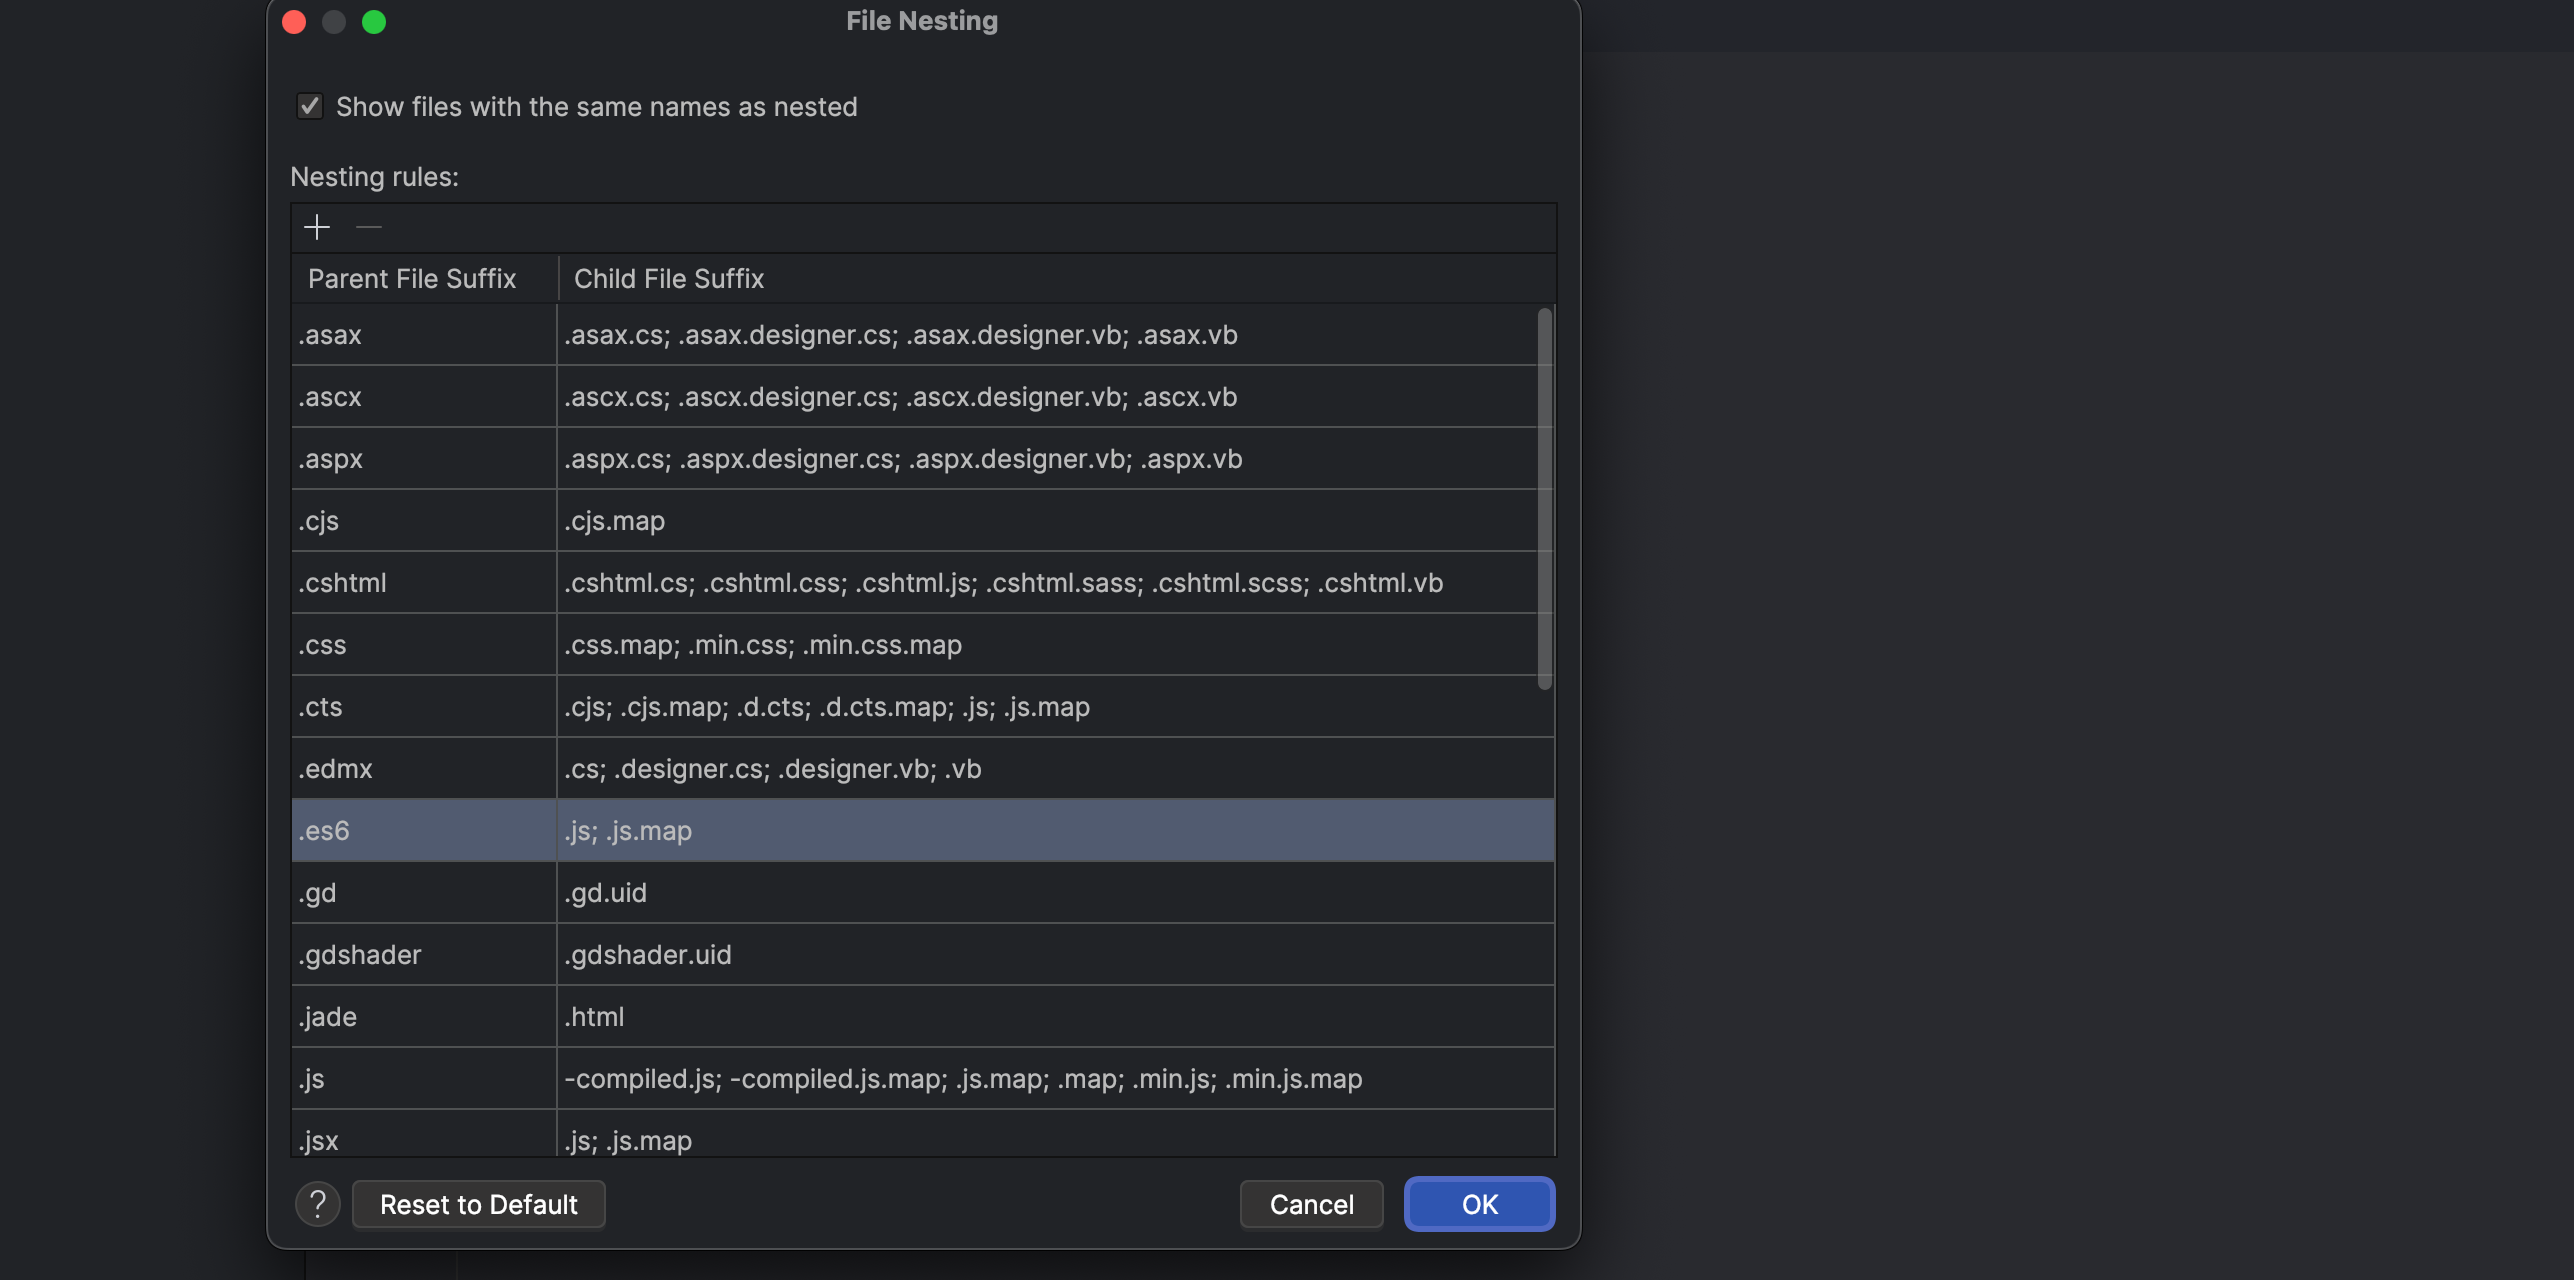 File Nesting
Show files with the same names as nested
Nesting rules:
Parent File Suffix Child File Suffix
.asax .asax.cs; .asax.designer.cs; .asax.designer.vb; .asax.vb
.ascx .ascx.cs; .ascx.designer.cs; .ascx.designer.vb; .ascx.vb
.aspx .aspx.cs; .aspx.designer.cs; .aspx.designer.vb; .aspx.vb
.cjs .cjs.map
.cshtml .cshtml.cs; .cshtml.css; .cshtml.js; .cshtml.sass; .cshtml.scss; .cshtml.vb
.css .css.map; .min.css; .min.css.map
.cts .cjs; .cjs.map; .d.cts; .d.cts.map; .js; .js.map
.edmx .cs; .designer.cs; .designer.vb; .vb
.es6 .js; .js.map
.gd .gd.uid
.gdshader .gdshader.uid
.jade .html
.js -compiled.js; -compiled.js.map; .js.map; .map; .min.js; .min.js.map
.jsx .js; .js.map
? Reset to Default Cancel OK